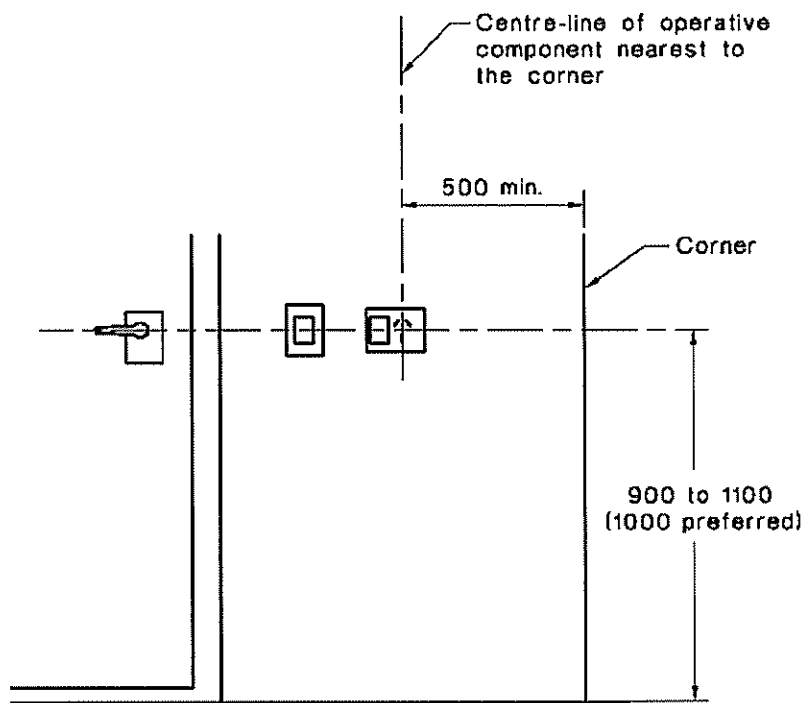 Centre-line of operative
component nearest to
the corner
500 min.
Corner
900 to 1100
(1000 preferred)